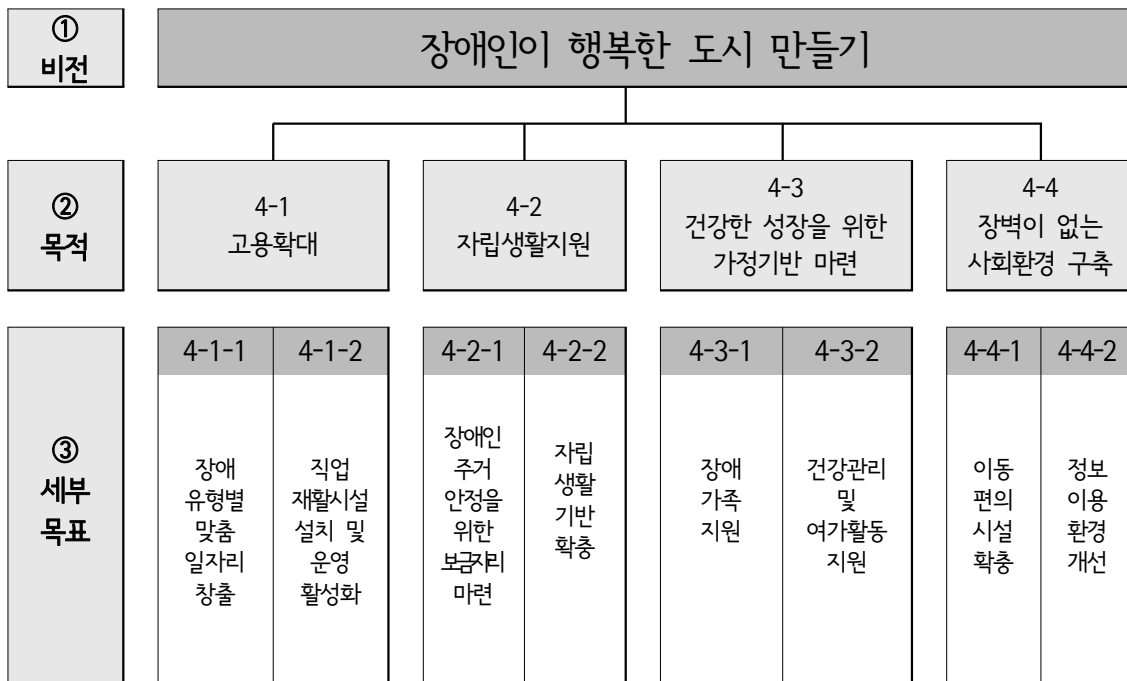 ①
비전
장애인이 행복한 도시 만들기
②
목적
4-1
고용확대
4-2
자립생활지원
4-3
건강한 성장을 위한
가정기반 마련
4-4
장벽이 없는
사회환경 구축
③
세부
목표
4-1-1
장애
유형별
맞춤
일자리
창출
4-1-2
직업
재활시설
설치 및
운영
활성화
4-2-1
장애인
주거
안정을
위한
보금자리
마련
4-2-2
자립
생활
기반
확충
4-3-1
장애
가족
지원
4-3-2
건강관리
및
여가활동
지원
4-4-1
이동
편의
시설
확충
4-4-2
정보
이용
환경
개선